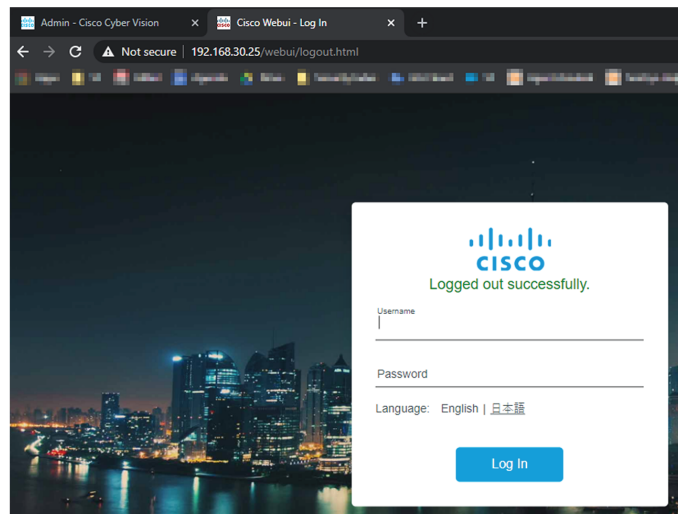 Admin - Cisco Cyber Vision
Cisco Webui - Log In
Not secure | 192.168.30.25/webui/logout.html
CISCO
Logged out successfully.
Username
Password
Language: English | 日本語
Log In